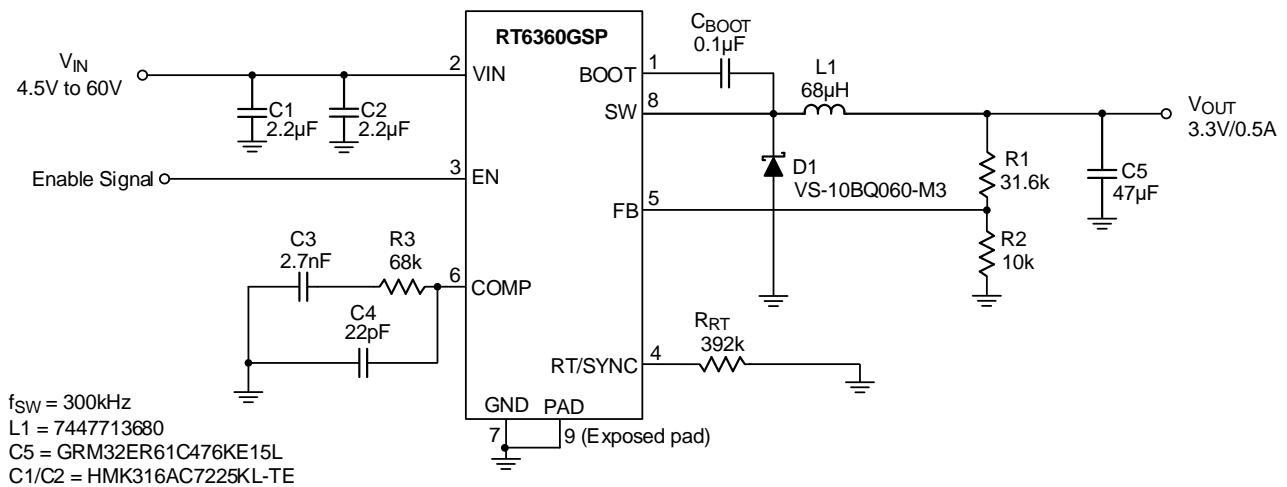 RT6360GSP
V_IN
4.5V to 60V
C1
2.2µF
C2
2.2µF
2
VIN
BOOT
1
C_BOOT
0.1µF
SW
8
L1
68µH
V_OUT
3.3V/0.5A
Enable Signal
3
EN
D1
VS-10BQ060-M3
R1
31.6k
C5
47µF
FB
5
R2
10k
C3
2.7nF
R3
68k
6
COMP
C4
22pF
RT/SYNC
4
R_RT
392k
GND
PAD
7
9 (Exposed pad)
f_SW = 300kHz
L1 = 7447713680
C5 = GRM32ER61C476KE15L
C1/C2 = HMK316AC7225KL-TE